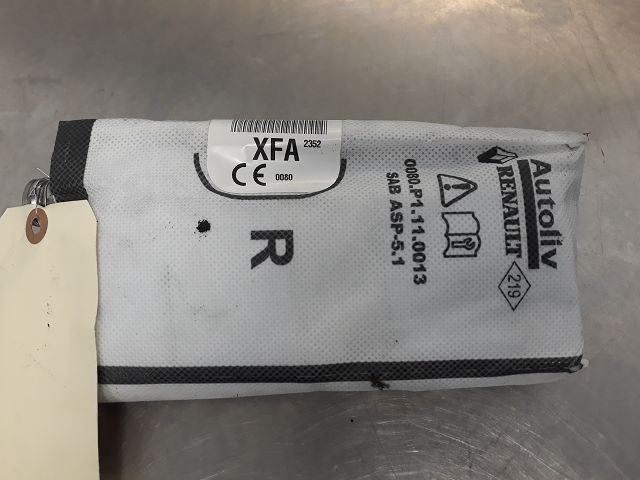 XFA 2352
CE 0080
Autoliv
RENAULT
219
0080.P1.11.0013
SAB ASP-5.1
R